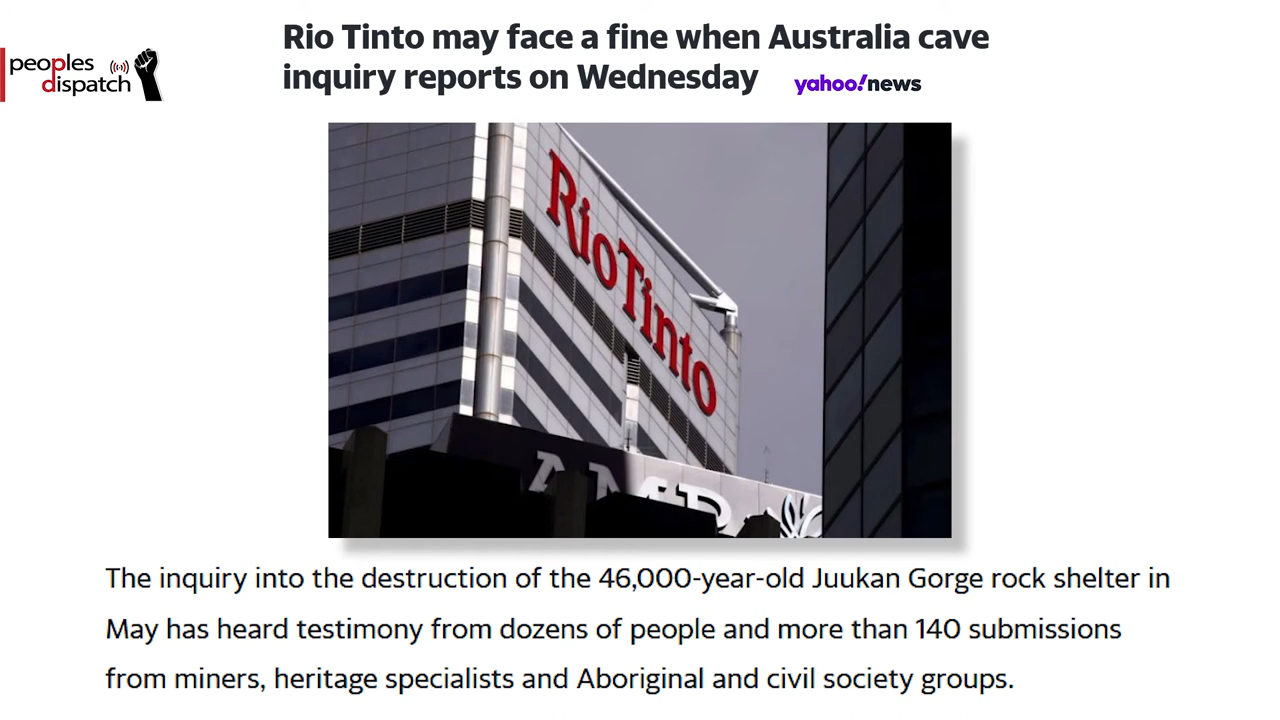 Rio Tinto may face a fine when Australia cave
inquiry reports on Wednesday
yahoo!news
peoples
dispatch
RioTinto
The inquiry into the destruction of the 46,000-year-old Juukan Gorge rock shelter in
May has heard testimony from dozens of people and more than 140 submissions
from miners, heritage specialists and Aboriginal and civil society groups.